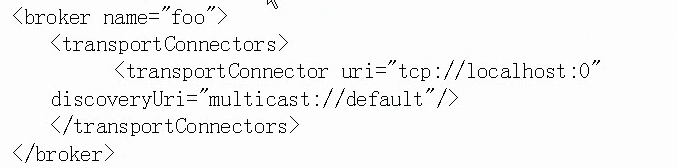 <broker name="foo">
<transportConnectors>
<transportConnector uri="tcp://localhost:0"
discoveryUri="multicast://default"/>
</transportConnectors>
</broker>